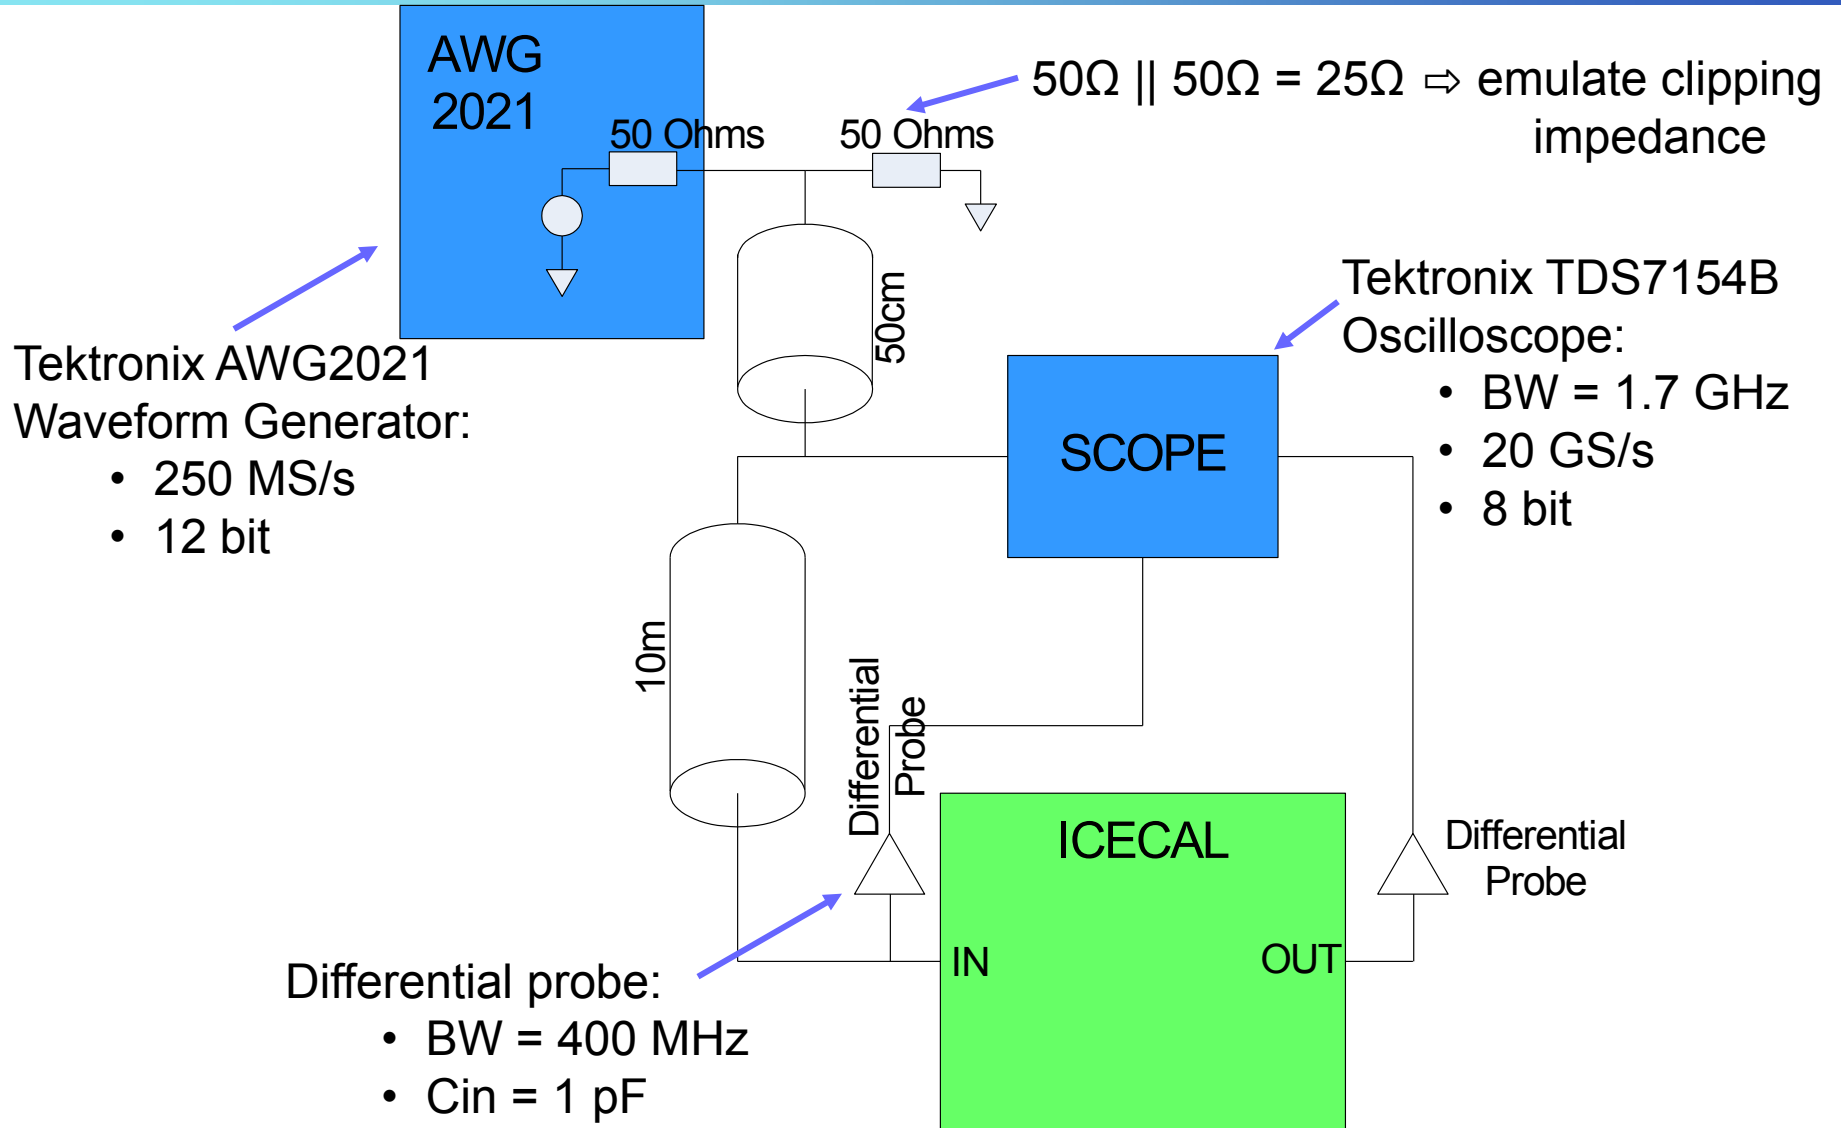 AWG
2021
50 Ohms
50 Ohms
50Ω || 50Ω = 25Ω ⇨ emulate clipping
impedance
50cm
Tektronix TDS7154B
Oscilloscope:
• BW = 1.7 GHz
• 20 GS/s
• 8 bit
Tektronix AWG2021
Waveform Generator:
• 250 MS/s
• 12 bit
SCOPE
10m
Differential
Probe
ICECAL
Differential
Probe
IN
OUT
Differential probe:
• BW = 400 MHz
• Cin = 1 pF